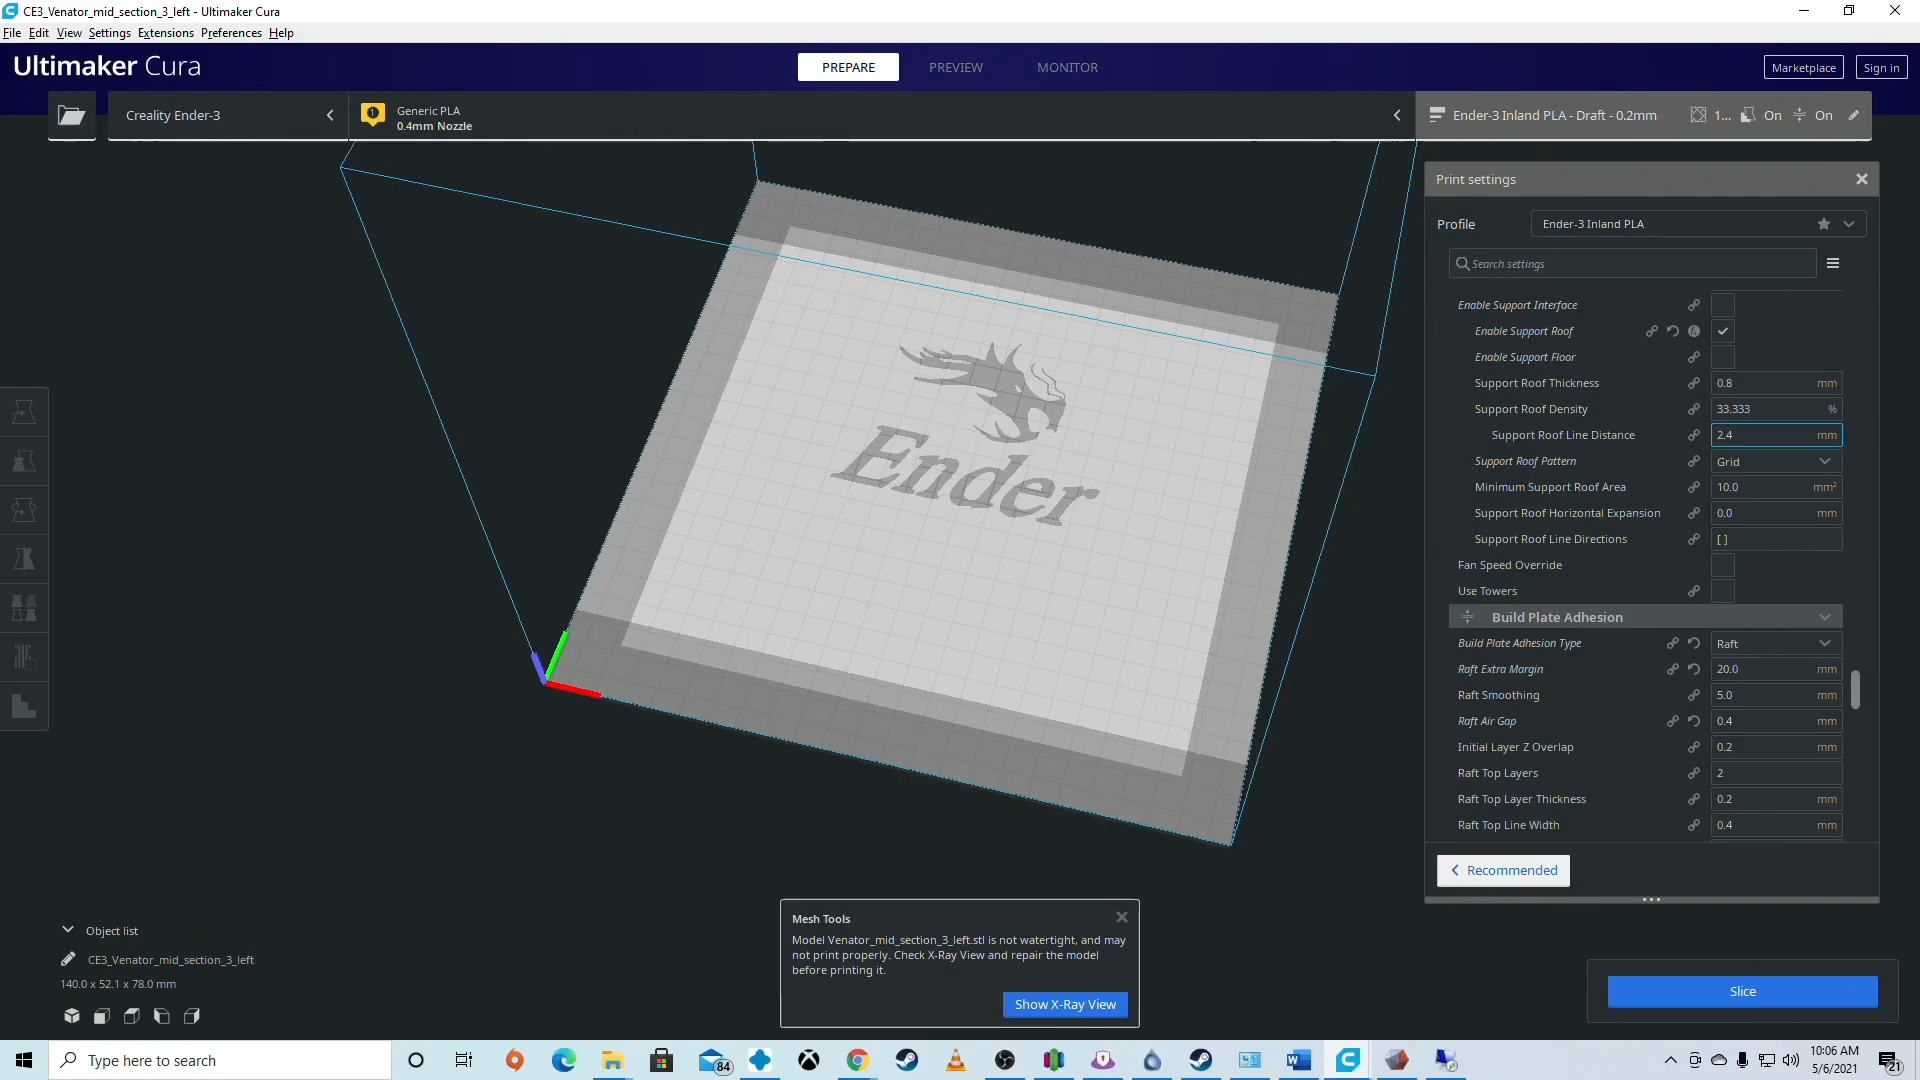 CE3_Venator_mid_section_3_left - Ultimaker Cura
File Edit View Settings Extensions Preferences Help
Ultimaker Cura
PREPARE PREVIEW MONITOR
Marketplace Sign in
Creality Ender-3
1
Generic PLA
0.4mm Nozzle
Ender-3 Inland PLA - Draft - 0.2mm 1... On On
Print settings
Profile Ender-3 Inland PLA
Search settings
Enable Support Interface
Enable Support Roof
Enable Support Floor
Support Roof Thickness 0.8 mm
Support Roof Density 33.333 %
Support Roof Line Distance 2.4 mm
Support Roof Pattern Grid
Minimum Support Roof Area 10.0 mm²
Support Roof Horizontal Expansion 0.0 mm
Support Roof Line Directions [ ]
Fan Speed Override
Use Towers
Build Plate Adhesion
Build Plate Adhesion Type Raft
Raft Extra Margin 20.0 mm
Raft Smoothing 5.0 mm
Raft Air Gap 0.4 mm
Initial Layer Z Overlap 0.2 mm
Raft Top Layers 2
Raft Top Layer Thickness 0.2 mm
Raft Top Line Width 0.4 mm
Recommended
Ender
Object list
CE3_Venator_mid_section_3_left
140.0 x 52.1 x 78.0 mm
Mesh Tools
Model Venator_mid_section_3_left.stl is not watertight, and may
not print properly. Check X-Ray View and repair the model
before printing it.
Show X-Ray View
Slice
Type here to search
84
10:06 AM
5/6/2021
21